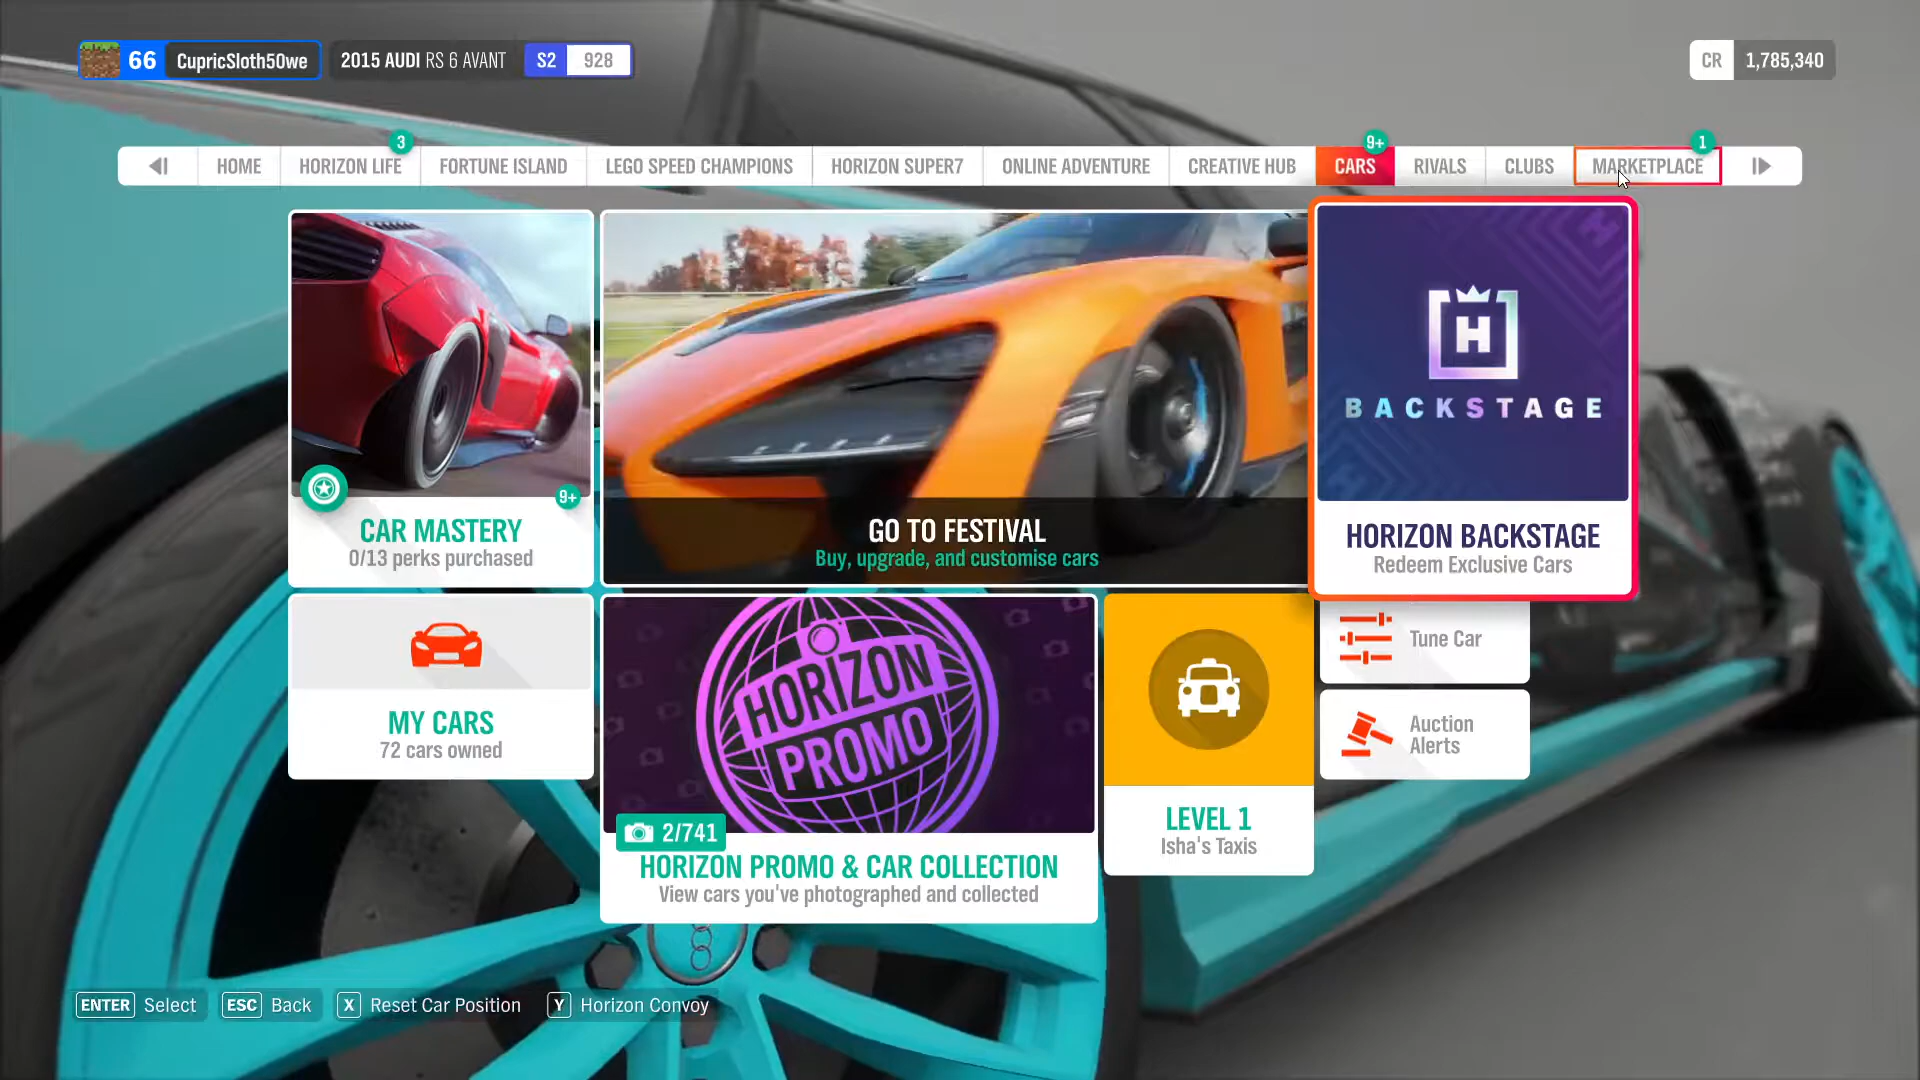 66 CupricSloth50we 2015 AUDI RS 6 AVANT S2 928 CR 1,785,340
3 9+ 1
HOME HORIZON LIFE FORTUNE ISLAND LEGO SPEED CHAMPIONS HORIZON SUPER7 ONLINE ADVENTURE CREATIVE HUB CARS RIVALS CLUBS MARKETPLACE
9+
CAR MASTERY
0/13 perks purchased
GO TO FESTIVAL
Buy, upgrade, and customise cars
H
BACKSTAGE
HORIZON BACKSTAGE
Redeem Exclusive Cars
MY CARS
72 cars owned
HORIZON
PROMO
2/741
HORIZON PROMO & CAR COLLECTION
View cars you've photographed and collected
LEVEL 1
Isha's Taxis
Tune Car
Auction
Alerts
ENTER Select ESC Back X Reset Car Position Y Horizon Convoy